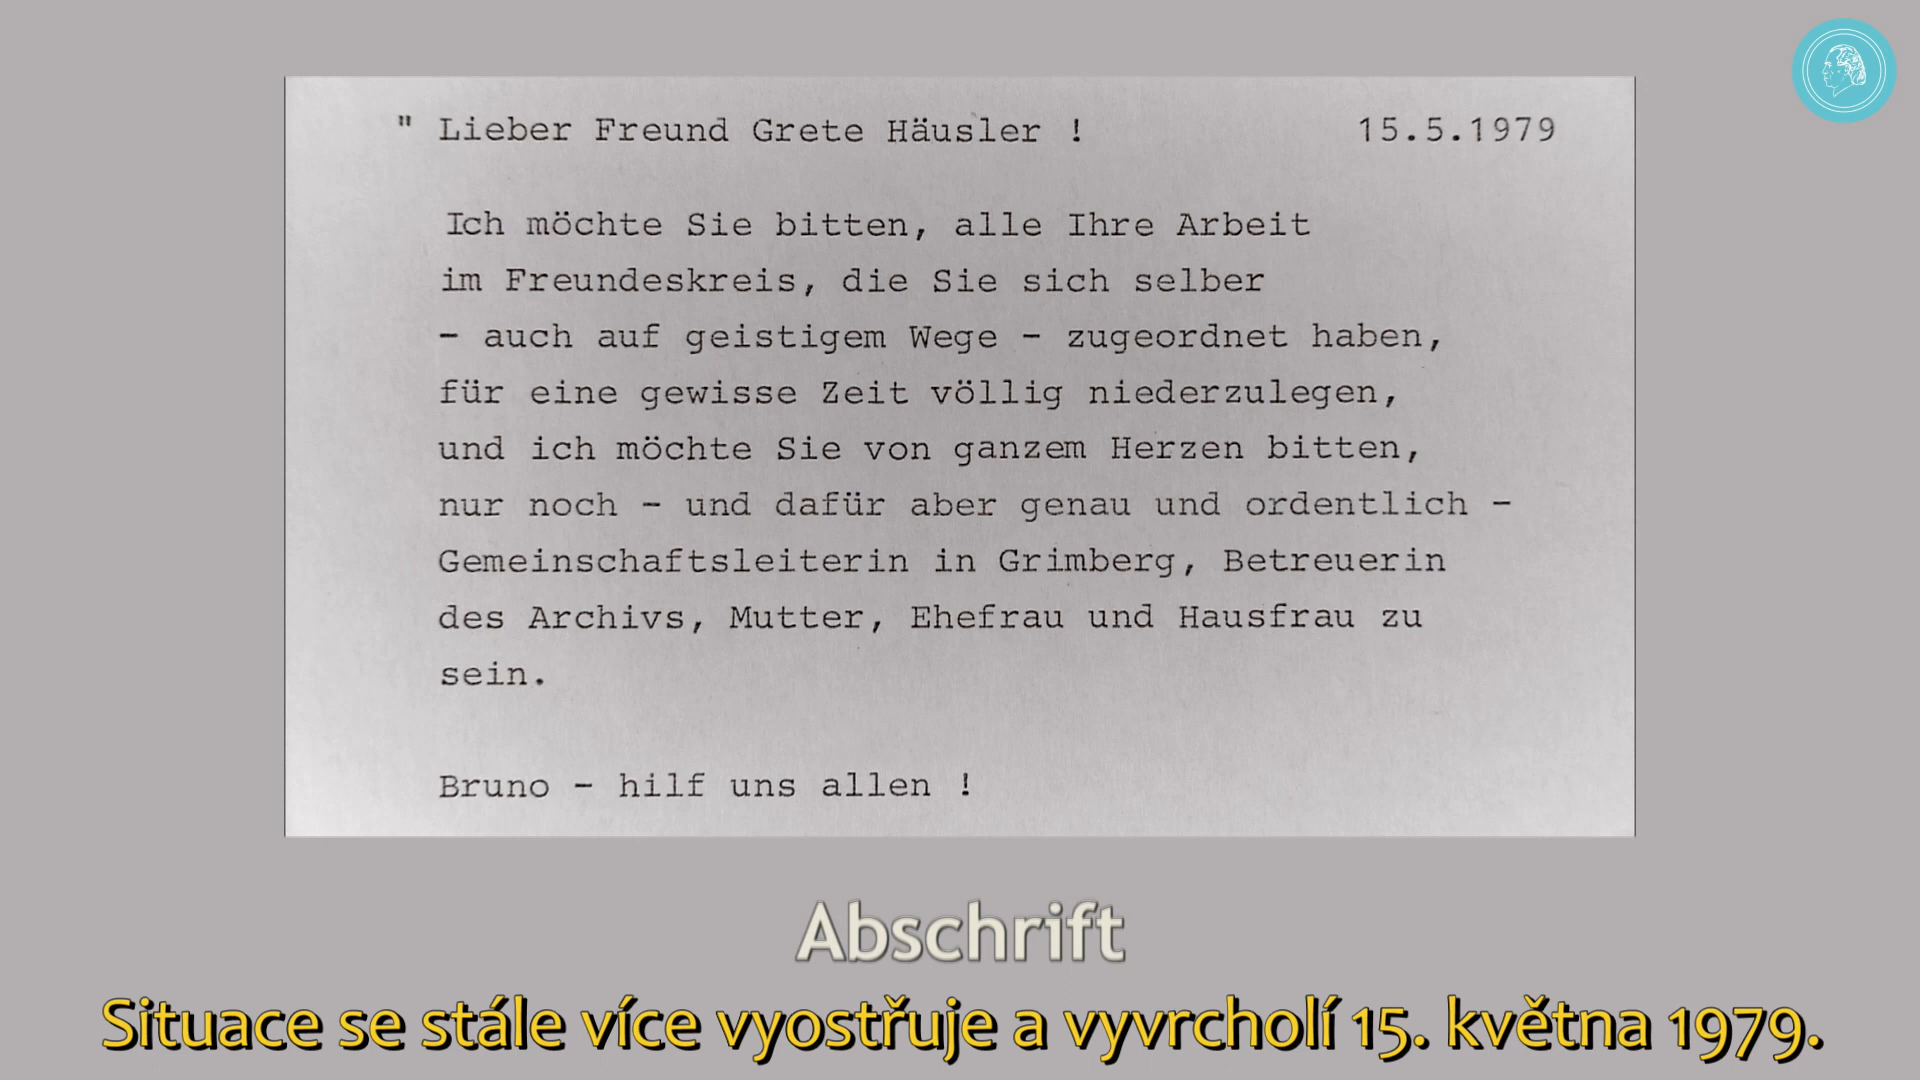 " Lieber Freund Grete Häusler ! 15.5.1979
Ich möchte Sie bitten, alle Ihre Arbeit
im Freundeskreis, die Sie sich selber
- auch auf geistigem Wege - zugeordnet haben,
für eine gewisse Zeit völlig niederzulegen,
und ich möchte Sie von ganzem Herzen bitten,
nur noch - und dafür aber genau und ordentlich -
Gemeinschaftsleiterin in Grimberg, Betreuerin
des Archivs, Mutter, Ehefrau und Hausfrau zu
sein.
Bruno - hilf uns allen !
Abschrift
Situace se stále více vyostřuje a vyvrcholí 15. května 1979.